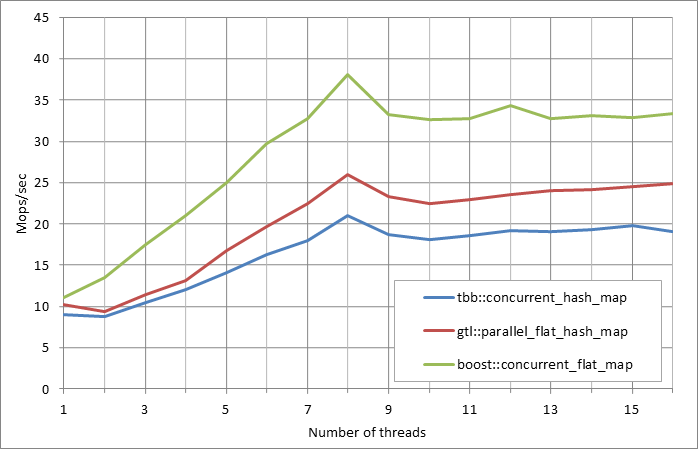 45
40
35
30
25
20
15
10
5
0
Mops/sec
tbb::concurrent_hash_map
gtl::parallel_flat_hash_map
boost::concurrent_flat_map
1 3 5 7 9 11 13 15
Number of threads